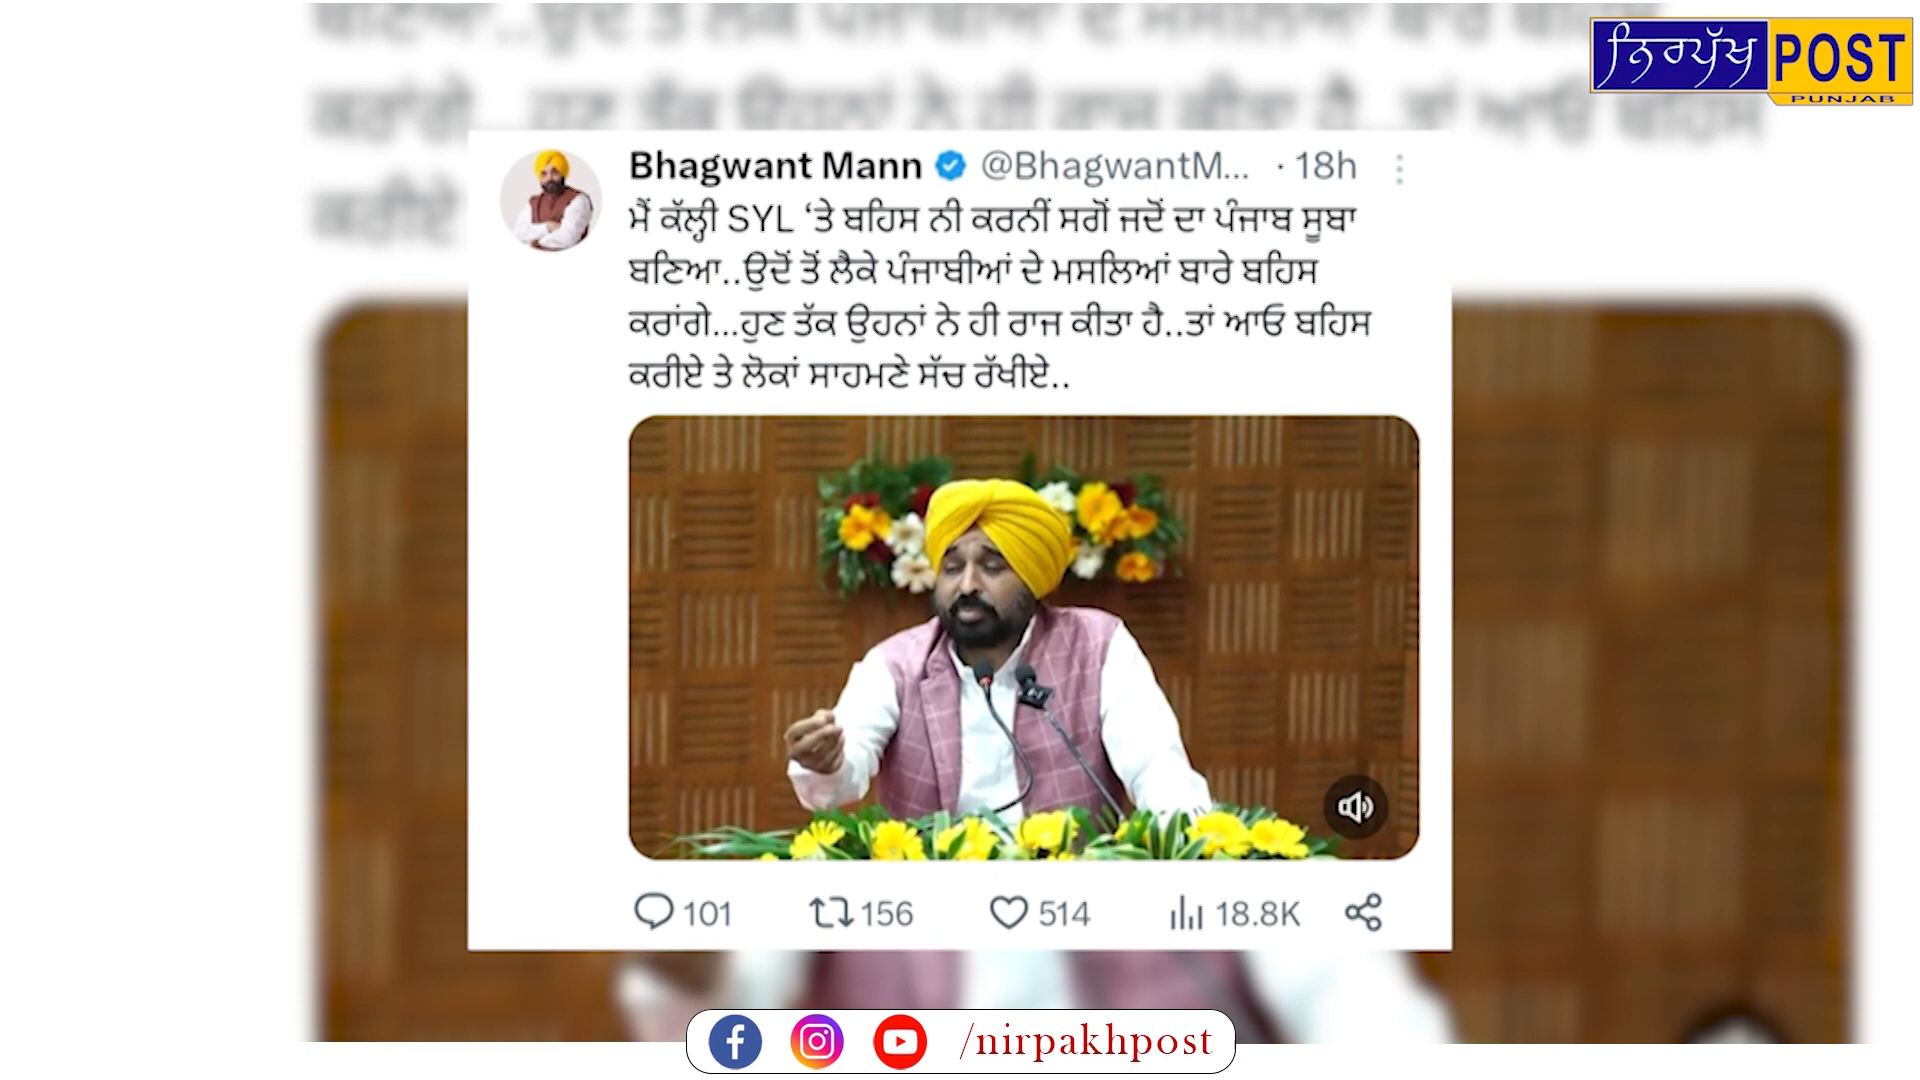 ਨਿਰਪੱਖ POST
PUNJAB
Bhagwant Mann @BhagwantM... · 18h
ਮੈਂ ਕੱਲ੍ਹੀ SYL ‘ਤੇ ਬਹਿਸ ਨੀ ਕਰਨੀਂ ਸਗੋਂ ਜਦੋਂ ਦਾ ਪੰਜਾਬ ਸੂਬਾ
ਬਣਿਆ..ਉਦੋਂ ਤੋਂ ਲੈਕੇ ਪੰਜਾਬੀਆਂ ਦੇ ਮਸਲਿਆਂ ਬਾਰੇ ਬਹਿਸ
ਕਰਾਂਗੇ...ਹੁਣ ਤੱਕ ਉਹਨਾਂ ਨੇ ਹੀ ਰਾਜ ਕੀਤਾ ਹੈ..ਤਾਂ ਆਓ ਬਹਿਸ
ਕਰੀਏ ਤੇ ਲੋਕਾਂ ਸਾਹਮਣੇ ਸੱਚ ਰੱਖੀਏ..
101 156 514 18.8K
/nirpakhpost